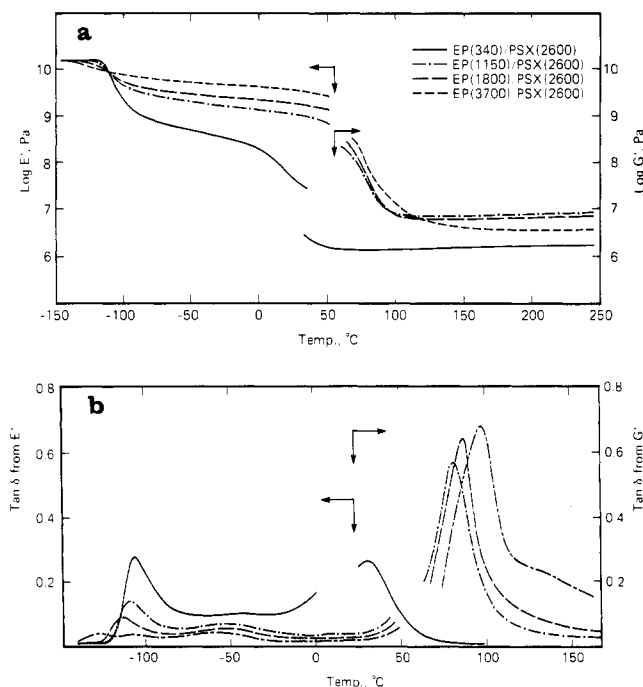 a
EP(340)/PSX(2600)
EP(1150)/PSX(2600)
EP(1800)/PSX(2600)
EP(3700)/PSX(2600)
Log E', Pa
10
9
8
7
6
10
9
8
7
6
Log G', Pa
-150 -100 -50 0 50 100 150 200 250
Temp., °C
b
Tan δ from E'
0.8
0.6
0.4
0.2
0.8
0.6
0.4
0.2
Tan δ from G'
-100 -50 0 50 100 150
Temp., °C